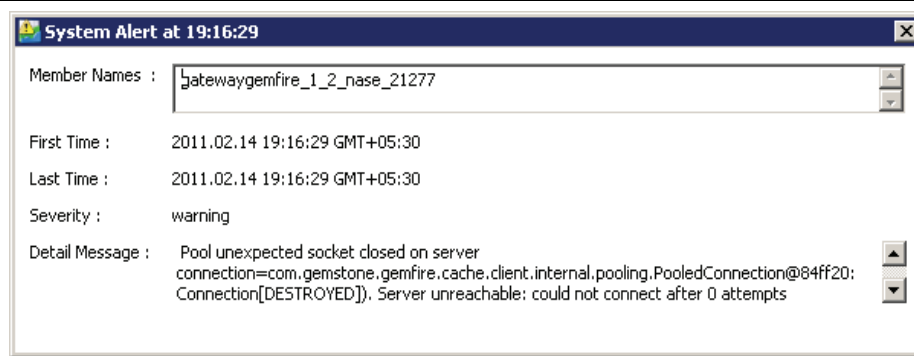 System Alert at 19:16:29
Member Names : gatewaygemfire_1_2_nase_21277
First Time : 2011.02.14 19:16:29 GMT+05:30
Last Time : 2011.02.14 19:16:29 GMT+05:30
Severity : warning
Detail Message : Pool unexpected socket closed on server
connection=com.gemstone.gemfire.cache.client.internal.pooling.PooledConnection@84ff20:
Connection[DESTROYED]). Server unreachable: could not connect after 0 attempts